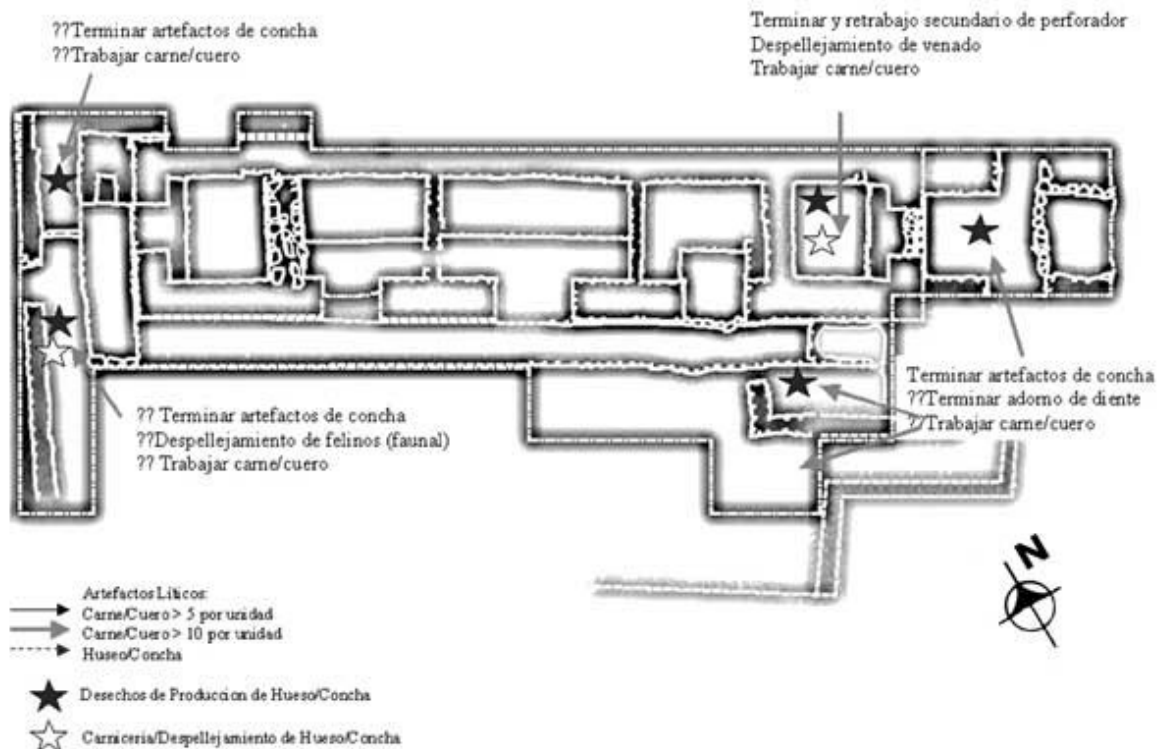 ??Terminar artefactos de concha
??Trabajar carne/cuero
Terminar y retrabajo secundario de perforador
Despellejamiento de venado
Trabajar carne/cuero
?? Terminar artefactos de concha
??Despellejamiento de felinos (faunal)
?? Trabajar carne/cuero
Terminar artefactos de concha
??Terminar adorno de diente
??Trabajar carne/cuero
N
Artefactos Líticos:
Carne/Cuero > 5 por unidad
Carne/Cuero > 10 por unidad
Hueso/Concha
Desechos de Produccion de Hueso/Concha
Carniceria/Despellejamiento de Hueso/Concha